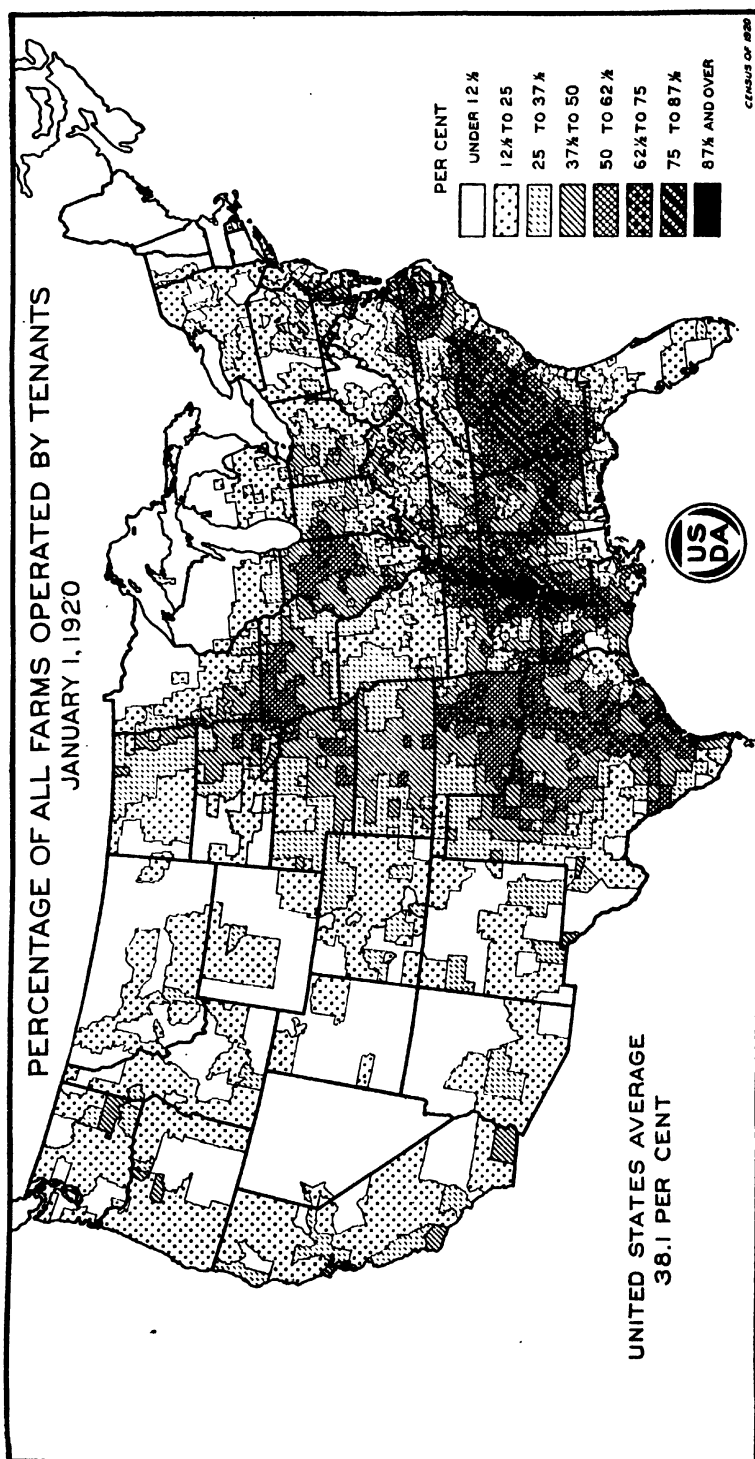 PERCENTAGE OF ALL FARMS OPERATED BY TENANTS
JANUARY 1, 1920
PER CENT
UNDER 12½
12½ TO 25
25 TO 37½
37½ TO 50
50 TO 62½
62½ TO 75
75 TO 87½
87½ AND OVER
US
DA
UNITED STATES AVERAGE
38.1 PER CENT
CENSUS OF 1920